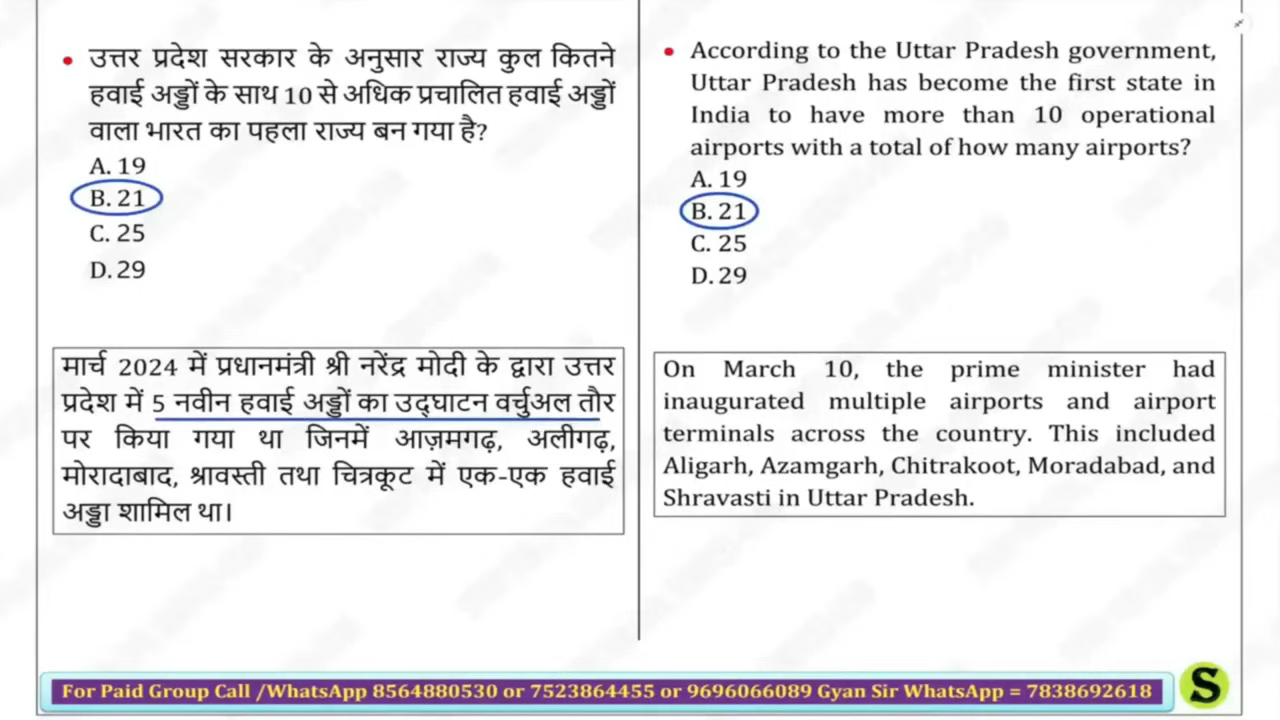 • उत्तर प्रदेश सरकार के अनुसार राज्य कुल कितने
हवाई अड्डों के साथ 10 से अधिक प्रचालित हवाई अड्डों
वाला भारत का पहला राज्य बन गया है?
A. 19
B. 21
C. 25
D. 29
मार्च 2024 में प्रधानमंत्री श्री नरेंद्र मोदी के द्वारा उत्तर
प्रदेश में 5 नवीन हवाई अड्डों का उद्घाटन वर्चुअल तौर
पर किया गया था जिनमें आज़मगढ़, अलीगढ़,
मोरादाबाद, श्रावस्ती तथा चित्रकूट में एक-एक हवाई
अड्डा शामिल था।
• According to the Uttar Pradesh government,
Uttar Pradesh has become the first state in
India to have more than 10 operational
airports with a total of how many airports?
A. 19
B. 21
C. 25
D. 29
On March 10, the prime minister had
inaugurated multiple airports and airport
terminals across the country. This included
Aligarh, Azamgarh, Chitrakoot, Moradabad, and
Shravasti in Uttar Pradesh.
For Paid Group Call /WhatsApp 8564880530 or 7523864455 or 9696066089 Gyan Sir WhatsApp = 7838692618
S